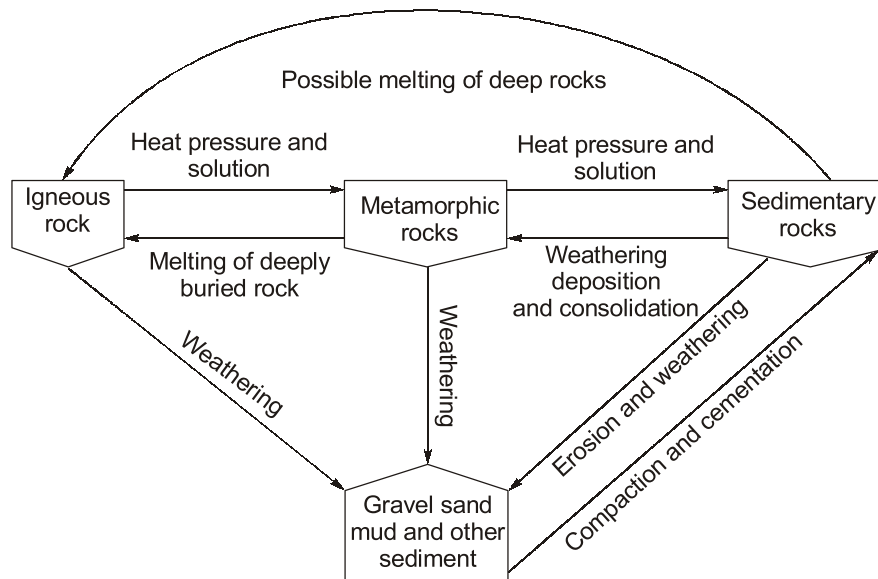 Possible melting of deep rocks
Heat pressure and
solution
Heat pressure and
solution
Igneous
rock
Metamorphic
rocks
Sedimentary
rocks
Melting of deeply
buried rock
Weathering
deposition
and consolidation
Weathering
Weathering
Erosion and weathering
Compaction and cementation
Gravel sand
mud and other
sediment